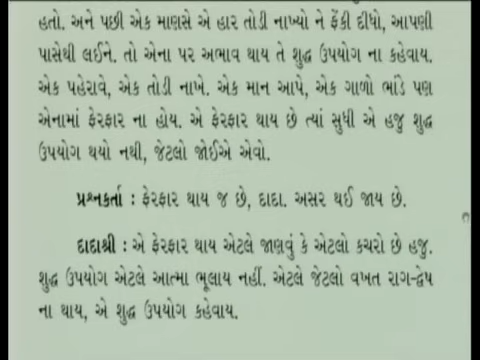 હતો. અને પછી એક માણસે એ હાર તોડી નાખ્યો ને ફેંકી દીધો, આપણી
પાસેથી લઈને. તો એના પર અભાવ થાય તે શુદ્ધ ઉપયોગ ના કહેવાય.
એક પહેરાવે, એક તોડી નાખે. એક માન આપે, એક ગાળો ભાંડે પણ
એનામાં ફેરફાર ના હોય. એ ફેરફાર થાય છે ત્યાં સુધી એ હજુ શુદ્ધ
ઉપયોગ થયો નથી, જેટલો જોઈએ એવો.
પ્રશ્નકર્તા : ફેરફાર થાય જ છે, દાદા. અસર થઈ જાય છે.
દાદાશ્રી : એ ફેરફાર થાય એટલે જાણવું કે એટલો કચરો છે હજુ.
શુદ્ધ ઉપયોગ એટલે આત્મા ભૂલાય નહીં. એટલે જેટલો વખત રાગ-દ્વેષ
ના થાય, એ શુદ્ધ ઉપયોગ કહેવાય.